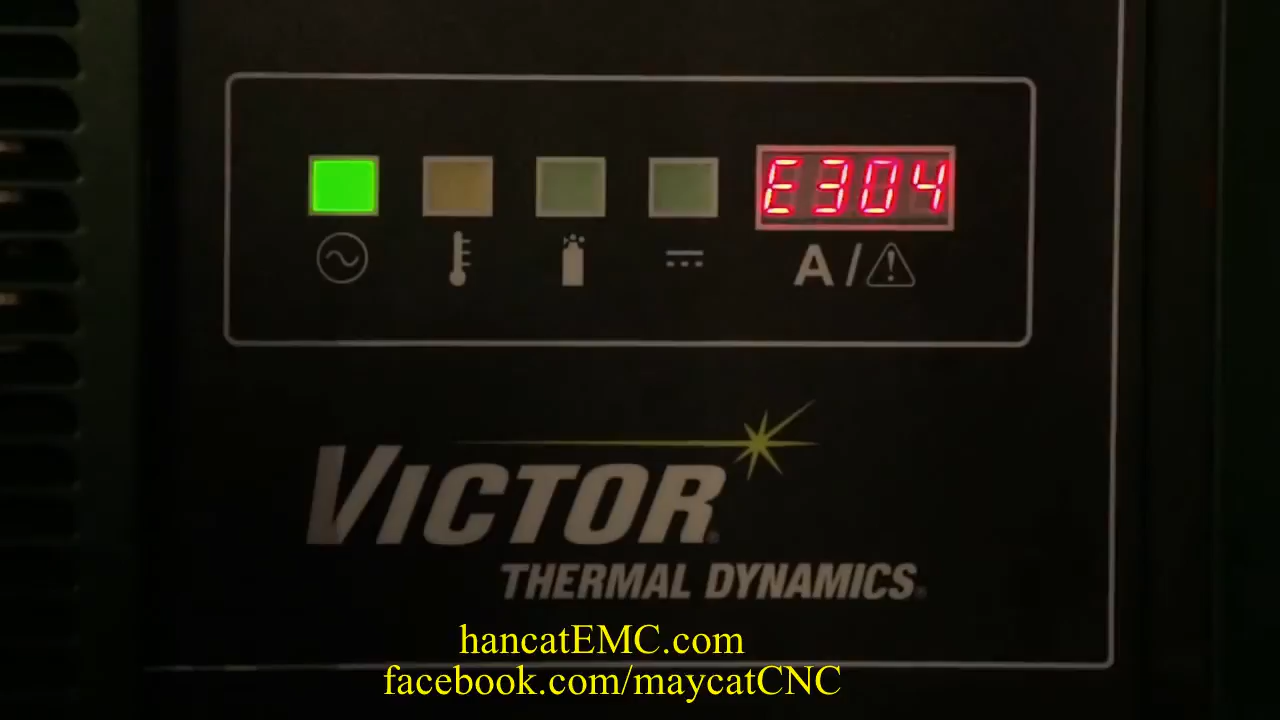 E304
A/⚠
VICTOR®
THERMAL DYNAMICS®
hancatEMC.com
facebook.com/maycatCNC